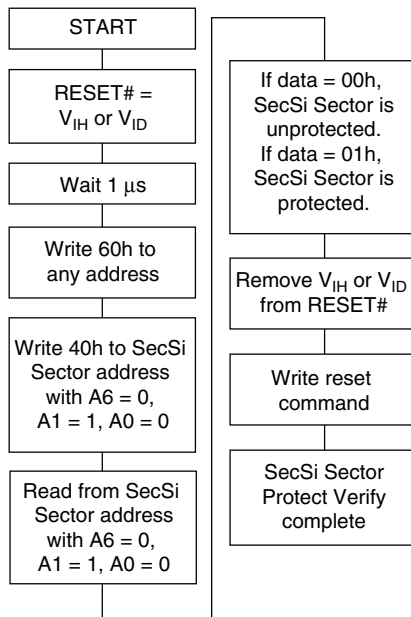 START
RESET# =
V_IH or V_ID
Wait 1 μs
Write 60h to
any address
Write 40h to SecSi
Sector address
with A6 = 0,
A1 = 1, A0 = 0
Read from SecSi
Sector address
with A6 = 0,
A1 = 1, A0 = 0
If data = 00h,
SecSi Sector is
unprotected.
If data = 01h,
SecSi Sector is
protected.
Remove V_IH or V_ID
from RESET#
Write reset
command
SecSi Sector
Protect Verify
complete